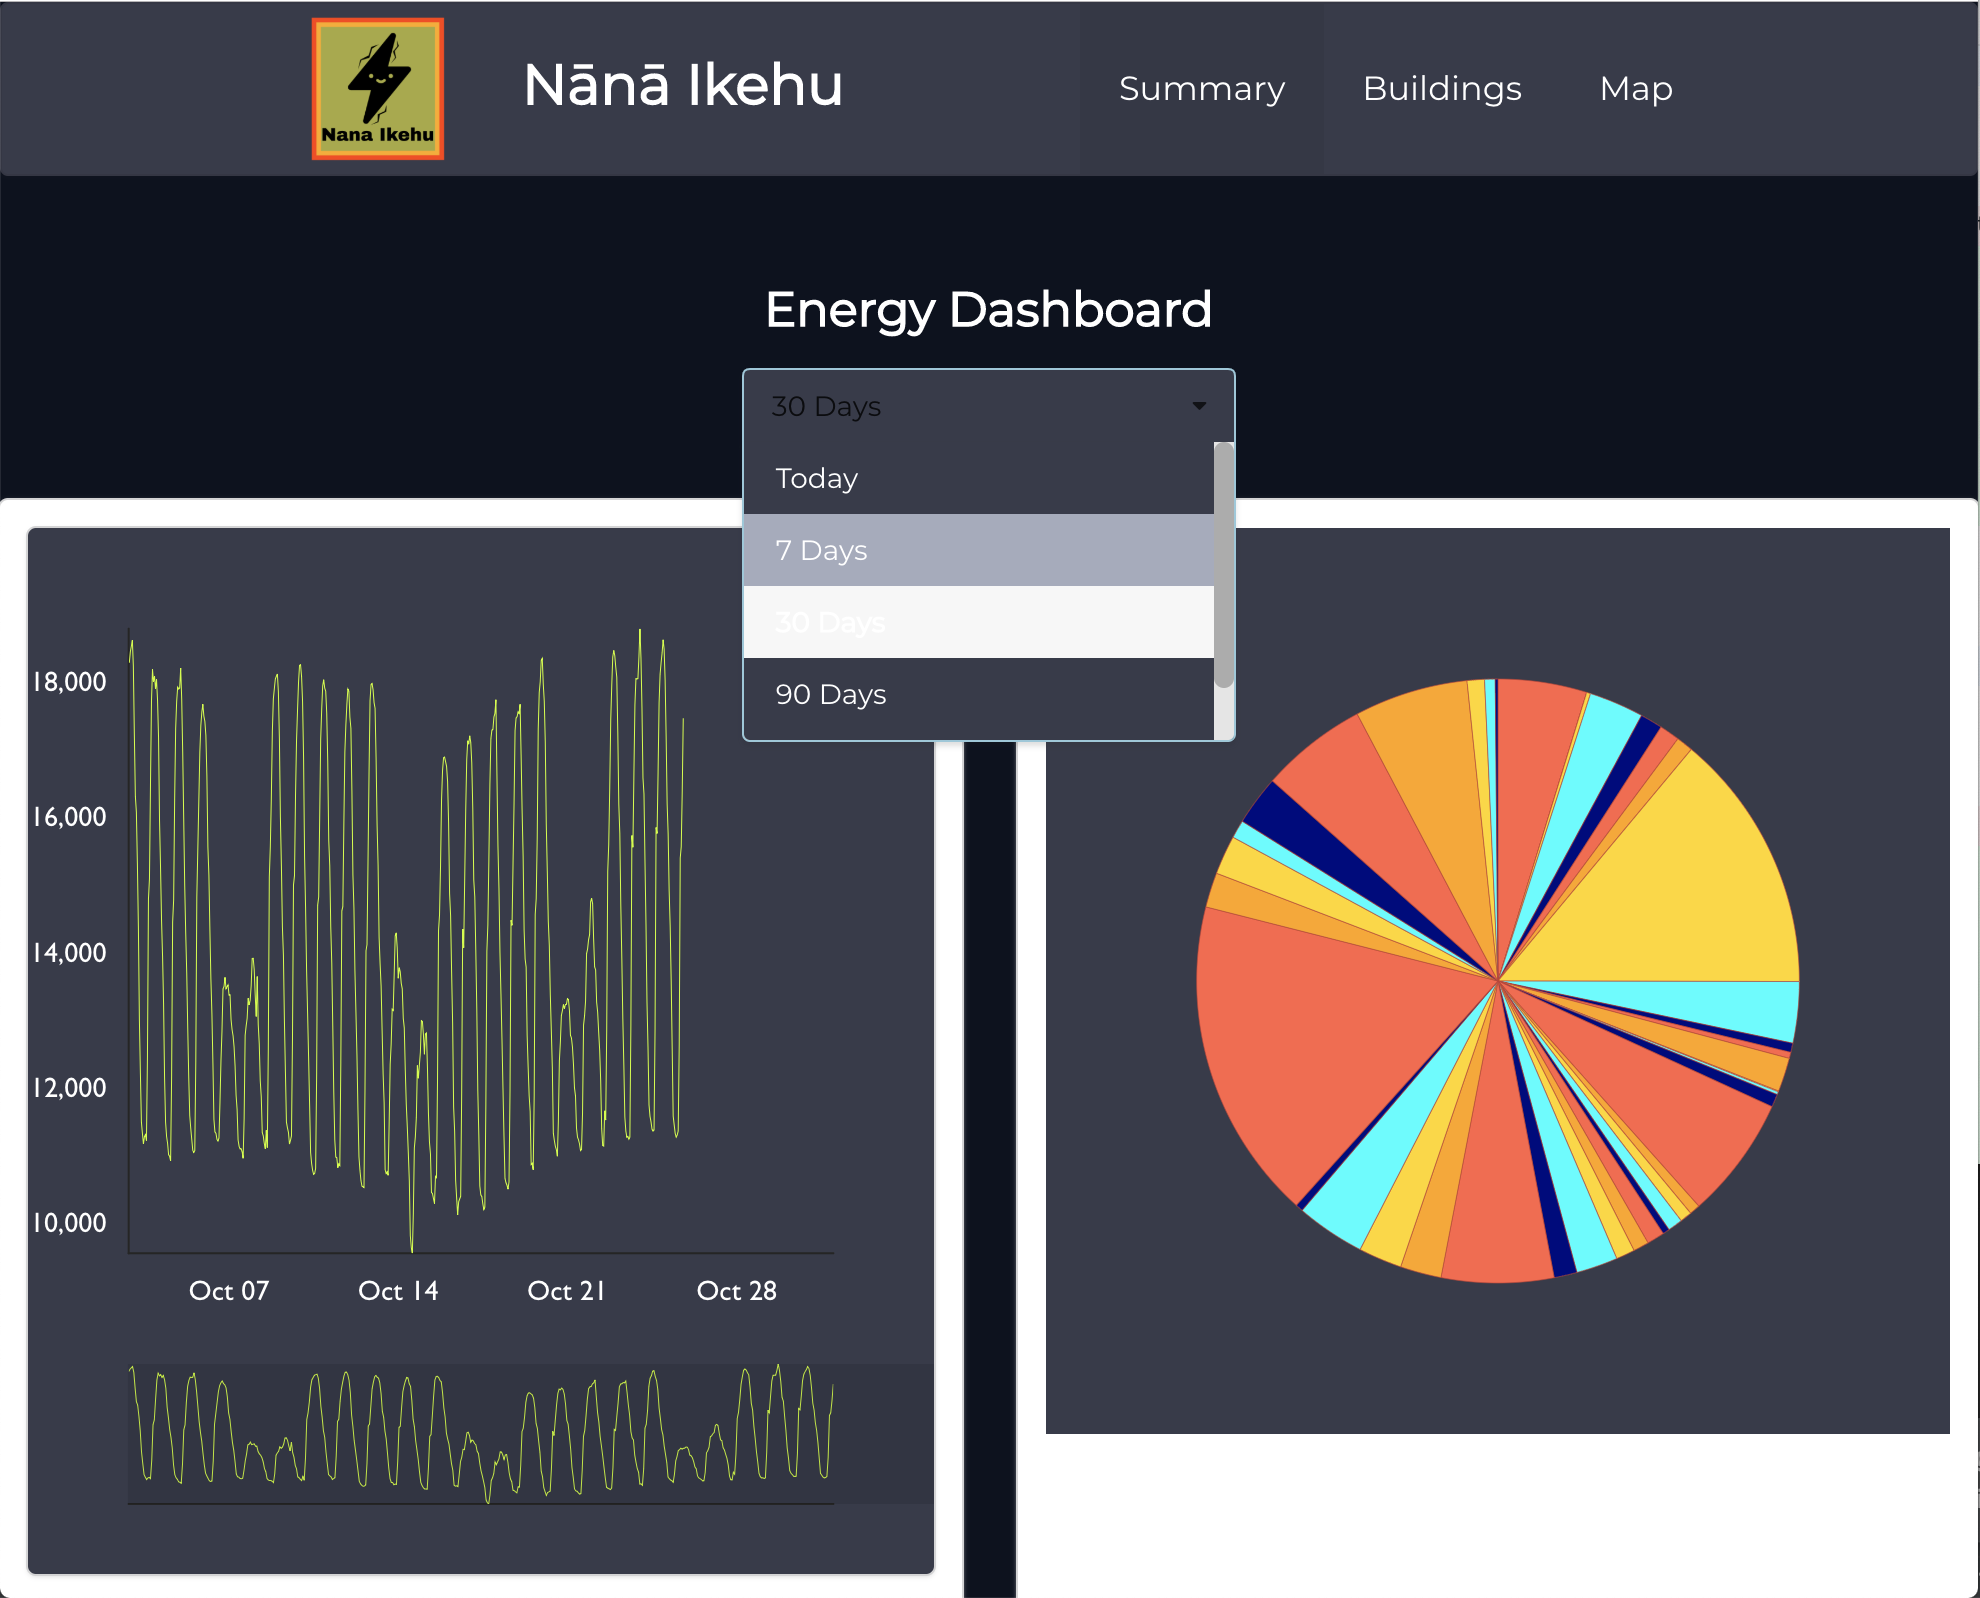 Nana Ikehu
Nānā Ikehu
Summary
Buildings
Map
Energy Dashboard
30 Days
Today
7 Days
30 Days
90 Days
18,000
16,000
14,000
12,000
10,000
Oct 07
Oct 14
Oct 21
Oct 28